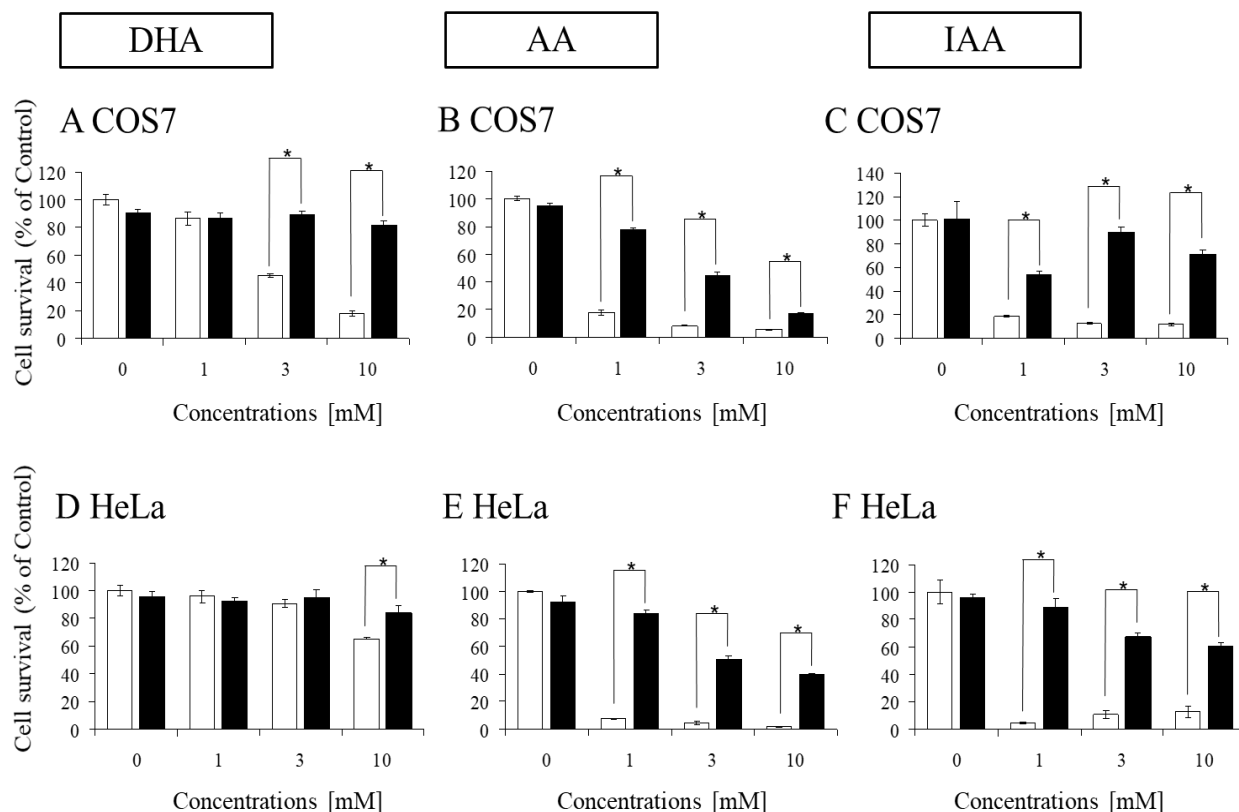 DHA
AA
IAA
A COS7
B COS7
C COS7
Cell survival (% of Control)
120
100
80
60
40
20
0
*
*
0 1 3 10
Concentrations [mM]
120
100
80
60
40
20
0
*
*
*
0 1 3 10
Concentrations [mM]
140
120
100
80
60
40
20
0
*
*
*
0 1 3 10
Concentrations [mM]
D HeLa
E HeLa
F HeLa
Cell survival (% of Control)
120
100
80
60
40
20
0
*
0 1 3 10
Concentrations [mM]
120
100
80
60
40
20
0
*
*
*
0 1 3 10
Concentrations [mM]
120
100
80
60
40
20
0
*
*
*
0 1 3 10
Concentrations [mM]